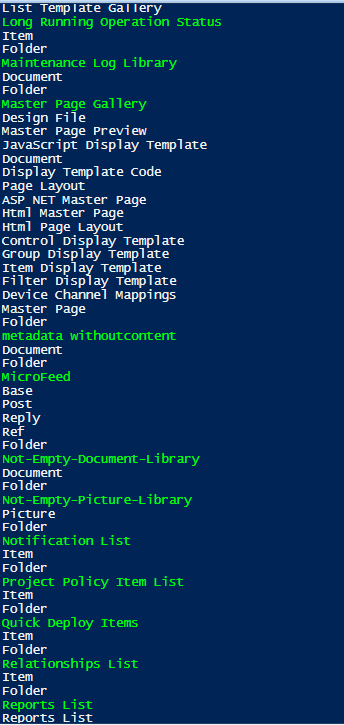 List Template Gallery
Long Running Operation Status
Item
Folder
Maintenance Log Library
Document
Folder
Master Page Gallery
Design File
Master Page Preview
JavaScript Display Template
Document
Display Template Code
Page Layout
ASP NET Master Page
Html Master Page
Html Page Layout
Control Display Template
Group Display Template
Item Display Template
Filter Display Template
Device Channel Mappings
Master Page
Folder
metadata withoutcontent
Document
Folder
MicroFeed
Base
Post
Reply
Ref
Folder
Not-Empty-Document-Library
Document
Folder
Not-Empty-Picture-Library
Picture
Folder
Notification List
Item
Folder
Project Policy Item List
Item
Folder
Quick Deploy Items
Item
Folder
Relationships List
Item
Folder
Reports List
Reports List